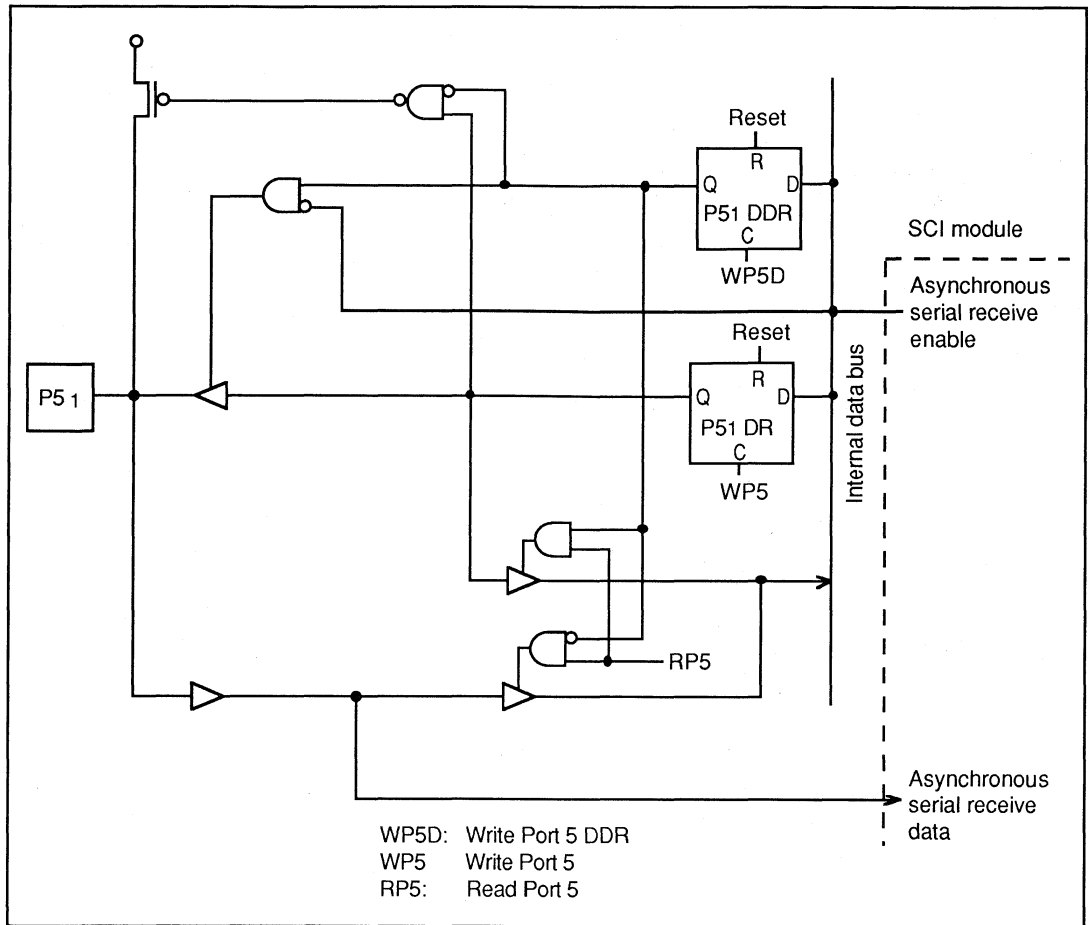 Reset
R
Q
D
P51 DDR
C
WP5D
SCI module
Asynchronous
serial receive
enable
Reset
R
Q
D
P51 DR
C
WP5
Internal data bus
P5 1
RP5
Asynchronous
serial receive
data
WP5D: Write Port 5 DDR
WP5 Write Port 5
RP5: Read Port 5